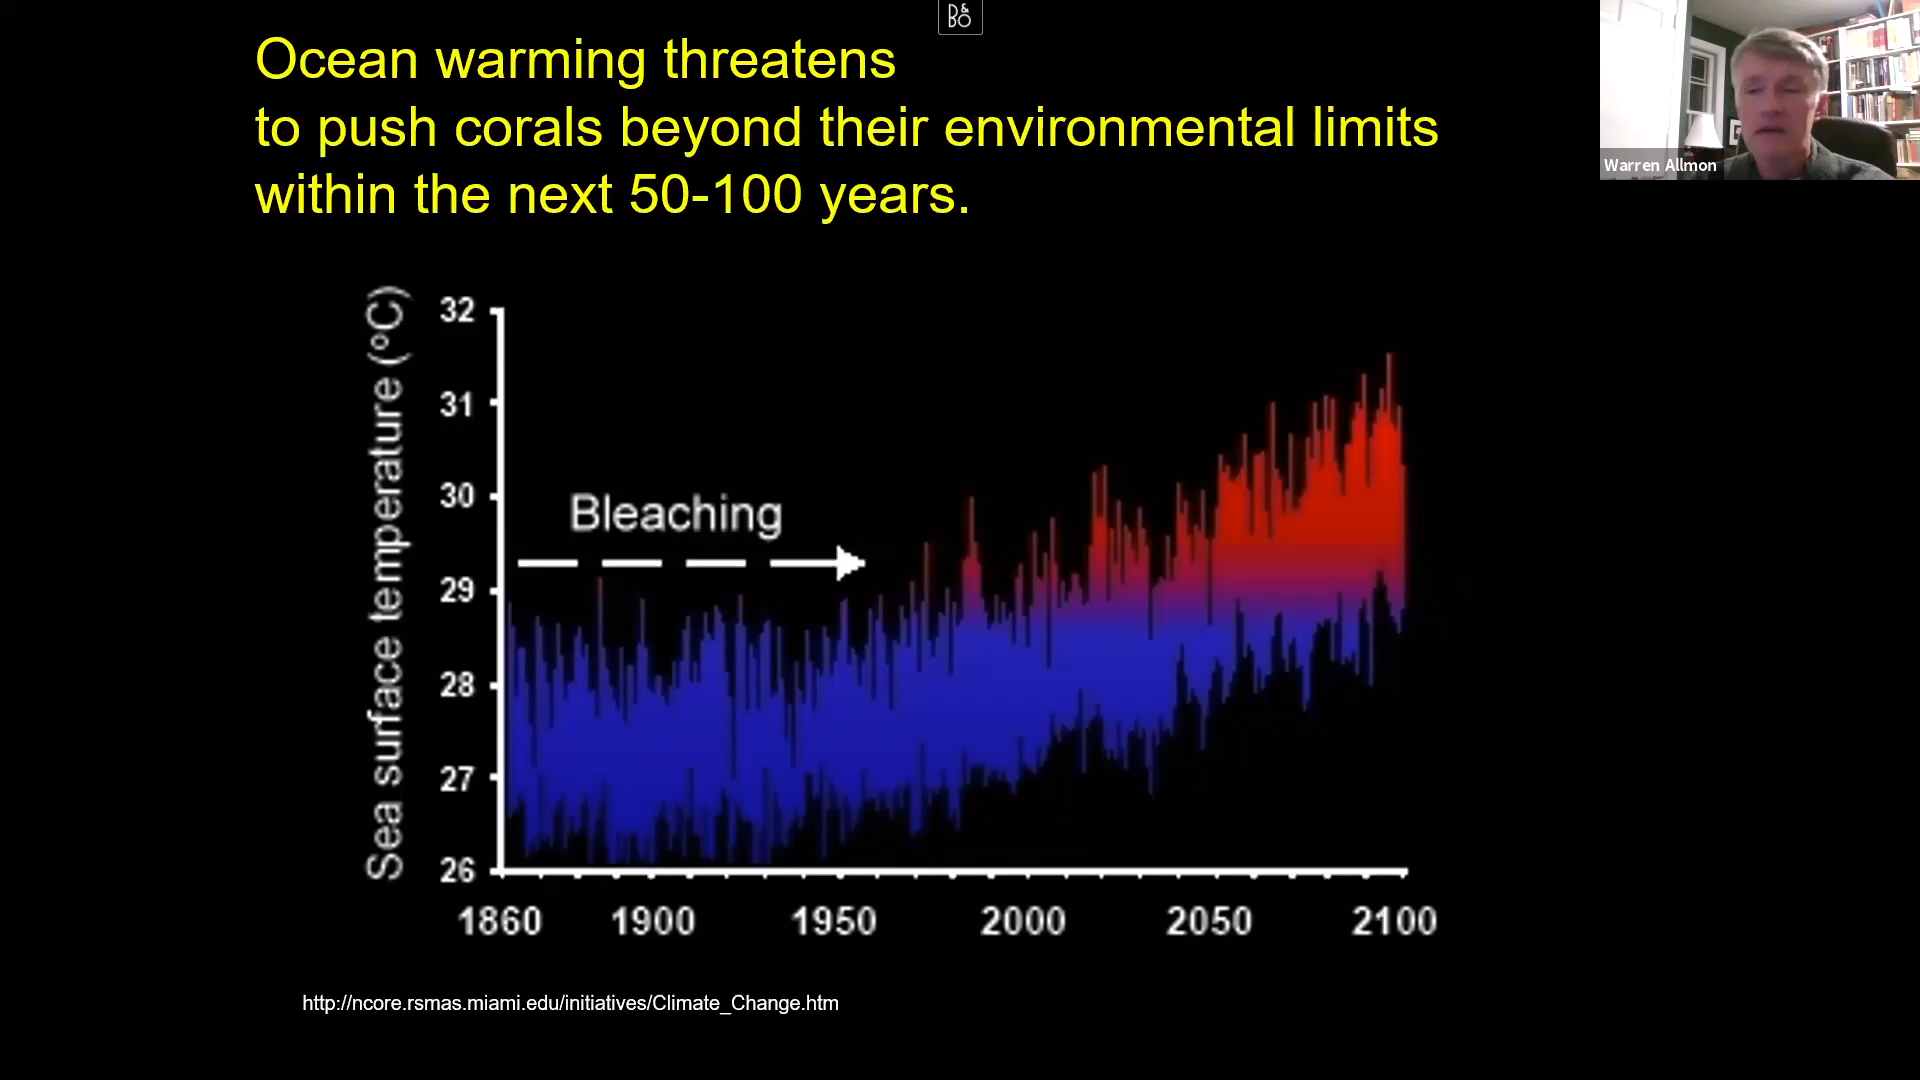 B&O
Ocean warming threatens
to push corals beyond their environmental limits
within the next 50-100 years.
Warren Allmon
Sea surface temperature (°C)
32
31
30
29
28
27
26
Bleaching
1860 1900 1950 2000 2050 2100
http://ncore.rsmas.miami.edu/initiatives/Climate_Change.htm